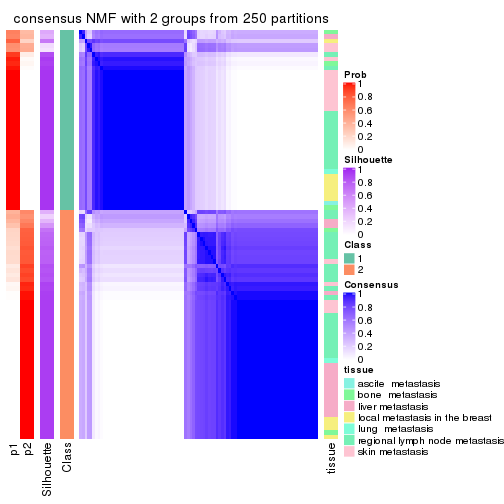 consensus NMF with 2 groups from 250 partitions
Prob
1
0.8
0.6
0.4
0.2
0
Silhouette
1
0.8
0.6
0.4
0.2
0
Class
1
2
Consensus
1
0.8
0.6
0.4
0.2
0
tissue
ascite metastasis
bone metastasis
liver metastasis
local metastasis in the breast
lung metastasis
regional lymph node metastasis
skin metastasis
p1
p2
Silhouette
Class
tissue